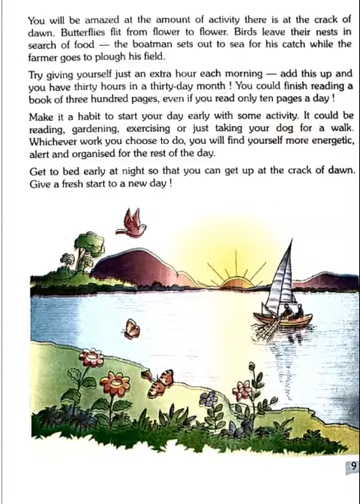 You will be amazed at the amount of activity there is at the crack of
dawn. Butterflies flit from flower to flower. Birds leave their nests in
search of food — the boatman sets out to sea for his catch while the
farmer goes to plough his field.
Try giving yourself just an extra hour each morning — add this up and
you have thirty hours in a thirty-day month ! You could finish reading a
book of three hundred pages, even if you read only ten pages a day !
Make it a habit to start your day early with some activity. It could be
reading, gardening, exercising or just taking your dog for a walk.
Whichever work you choose to do, you will find yourself more energetic,
alert and organised for the rest of the day.
Get to bed early at night so that you can get up at the crack of dawn.
Give a fresh start to a new day !
9